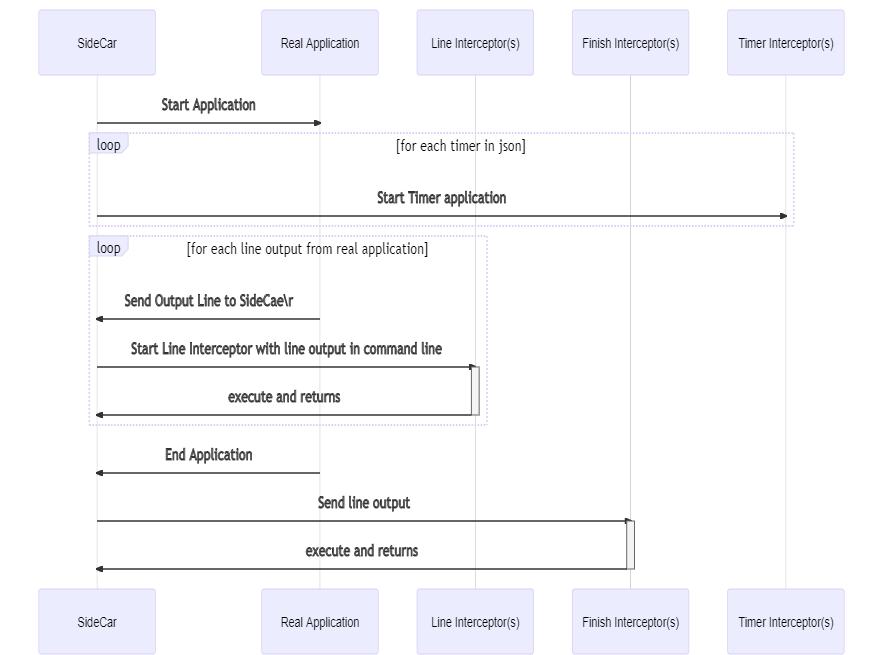 SideCar
Real Application
Line Interceptor(s)
Finish Interceptor(s)
Timer Interceptor(s)
Start Application
loop
[for each timer in json]
Start Timer application
loop
[for each line output from real application]
Send Output Line to SideCae\r
Start Line Interceptor with line output in command line
execute and returns
End Application
Send line output
execute and returns
SideCar
Real Application
Line Interceptor(s)
Finish Interceptor(s)
Timer Interceptor(s)